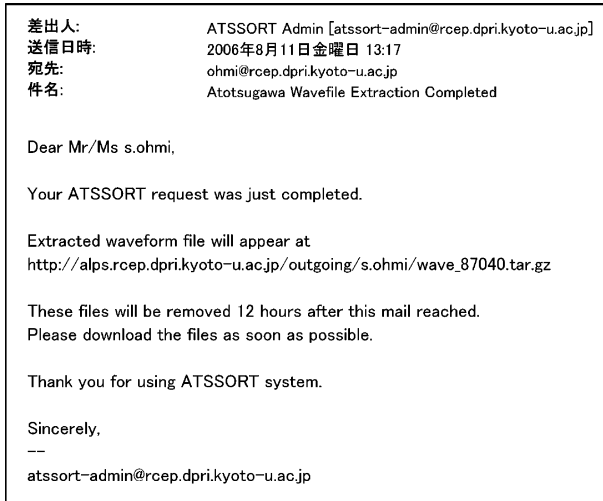 差出人: ATSSORT Admin [atssort-admin@rcep.dpri.kyoto-u.ac.jp]
送信日時: 2006年8月11日金曜日 13:17
宛先: ohmi@rcep.dpri.kyoto-u.ac.jp
件名: Atotsugawa Wavefile Extraction Completed
Dear Mr/Ms s.ohmi,
Your ATSSORT request was just completed.
Extracted waveform file will appear at
http://alps.rcep.dpri.kyoto-u.ac.jp/outgoing/s.ohmi/wave_87040.tar.gz
These files will be removed 12 hours after this mail reached.
Please download the files as soon as possible.
Thank you for using ATSSORT system.
Sincerely,
--
atssort-admin@rcep.dpri.kyoto-u.ac.jp